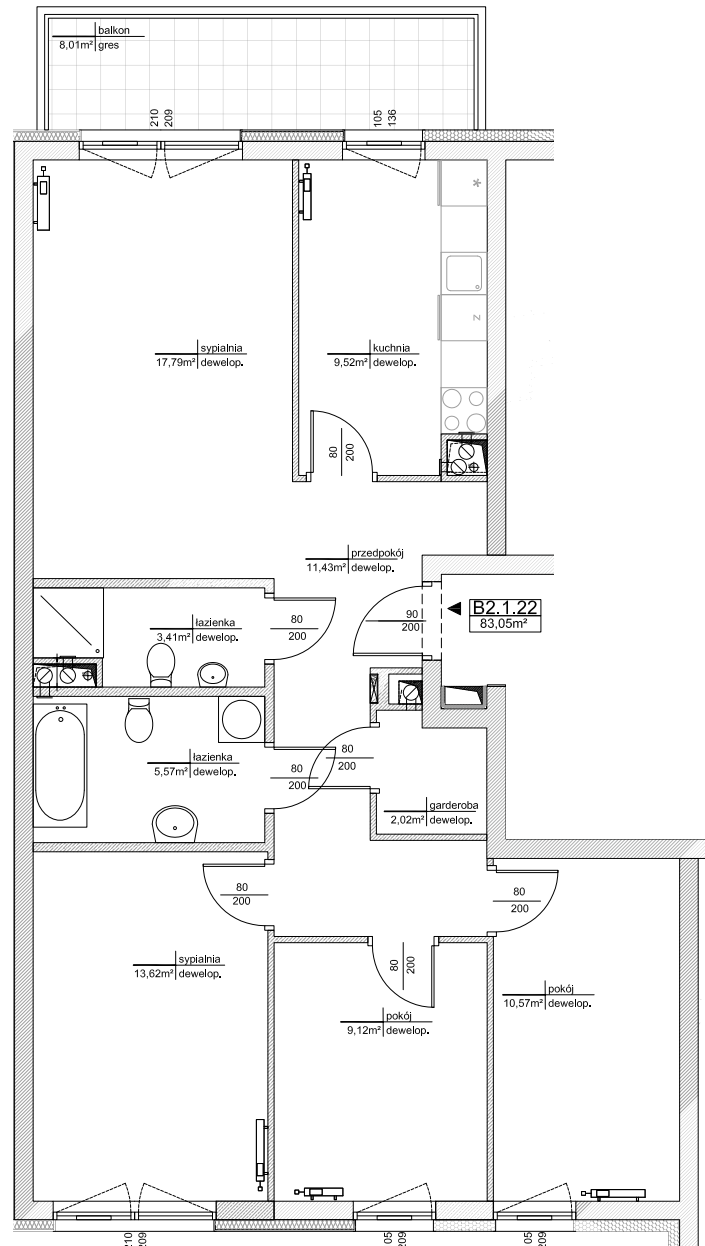 balkon
8,01m² gres
210
209
105
136
*
sypialnia
17,79m² dewelop.
kuchnia
9,52m² dewelop.
z
80
200
przedpokój
11,43m² dewelop.
B2.1.22
83,05m²
90
200
łazienka
3,41m² dewelop.
80
200
łazienka
5,57m² dewelop.
80
200
80
200
garderoba
2,02m² dewelop.
80
200
80
200
80
200
sypialnia
13,62m² dewelop.
pokój
9,12m² dewelop.
pokój
10,57m² dewelop.
210
209
209
209